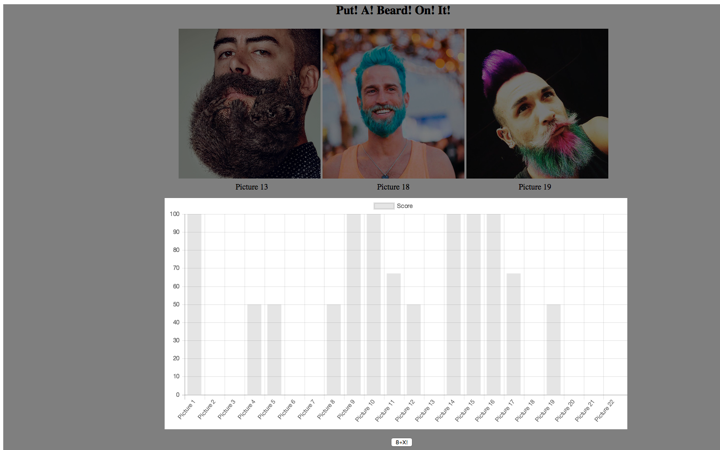 Put! A! Beard! On! It!
Picture 13
Picture 18
Picture 19
Score
100
90
80
70
60
50
40
30
20
10
0
Picture 1
Picture 2
Picture 3
Picture 4
Picture 5
Picture 6
Picture 7
Picture 8
Picture 9
Picture 10
Picture 11
Picture 12
Picture 13
Picture 14
Picture 15
Picture 16
Picture 17
Picture 18
Picture 19
Picture 20
Picture 21
Picture 22